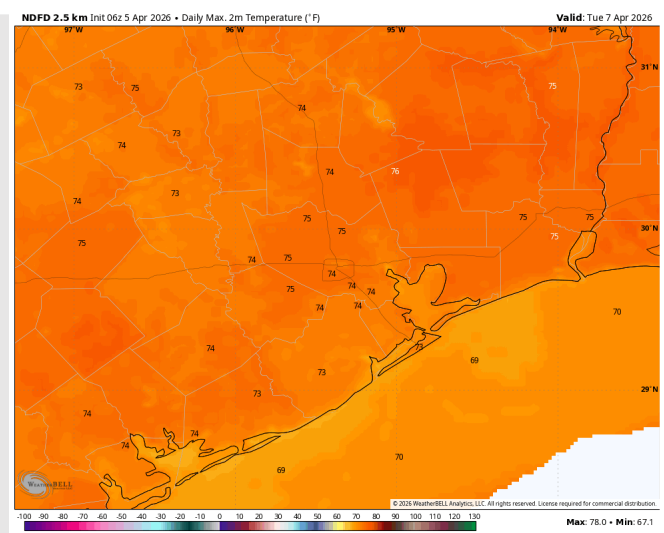 NDFD 2.5 km Init 06z 5 Apr 2026 • Daily Max. 2m Temperature (°F)
Valid: Tue 7 Apr 2026
97°W 96°W 95°W 94°W
31°N
73 75 75
74
73
74
74 76
73
74
75 75 75
30°N
75 75
75
74 75
74
75 74 74
74 74
70
74 73
69
73
29°N
73
74
74
74
70
69
WEATHERBELL
© 2026 WeatherBELL Analytics, LLC. All rights reserved. License required for commercial distribution.
-100 -90 -80 -70 -60 -50 -40 -30 -20 -10 0 10 20 30 40 50 60 70 80 90 100 110 120 130
Max: 78.0 • Min: 67.1